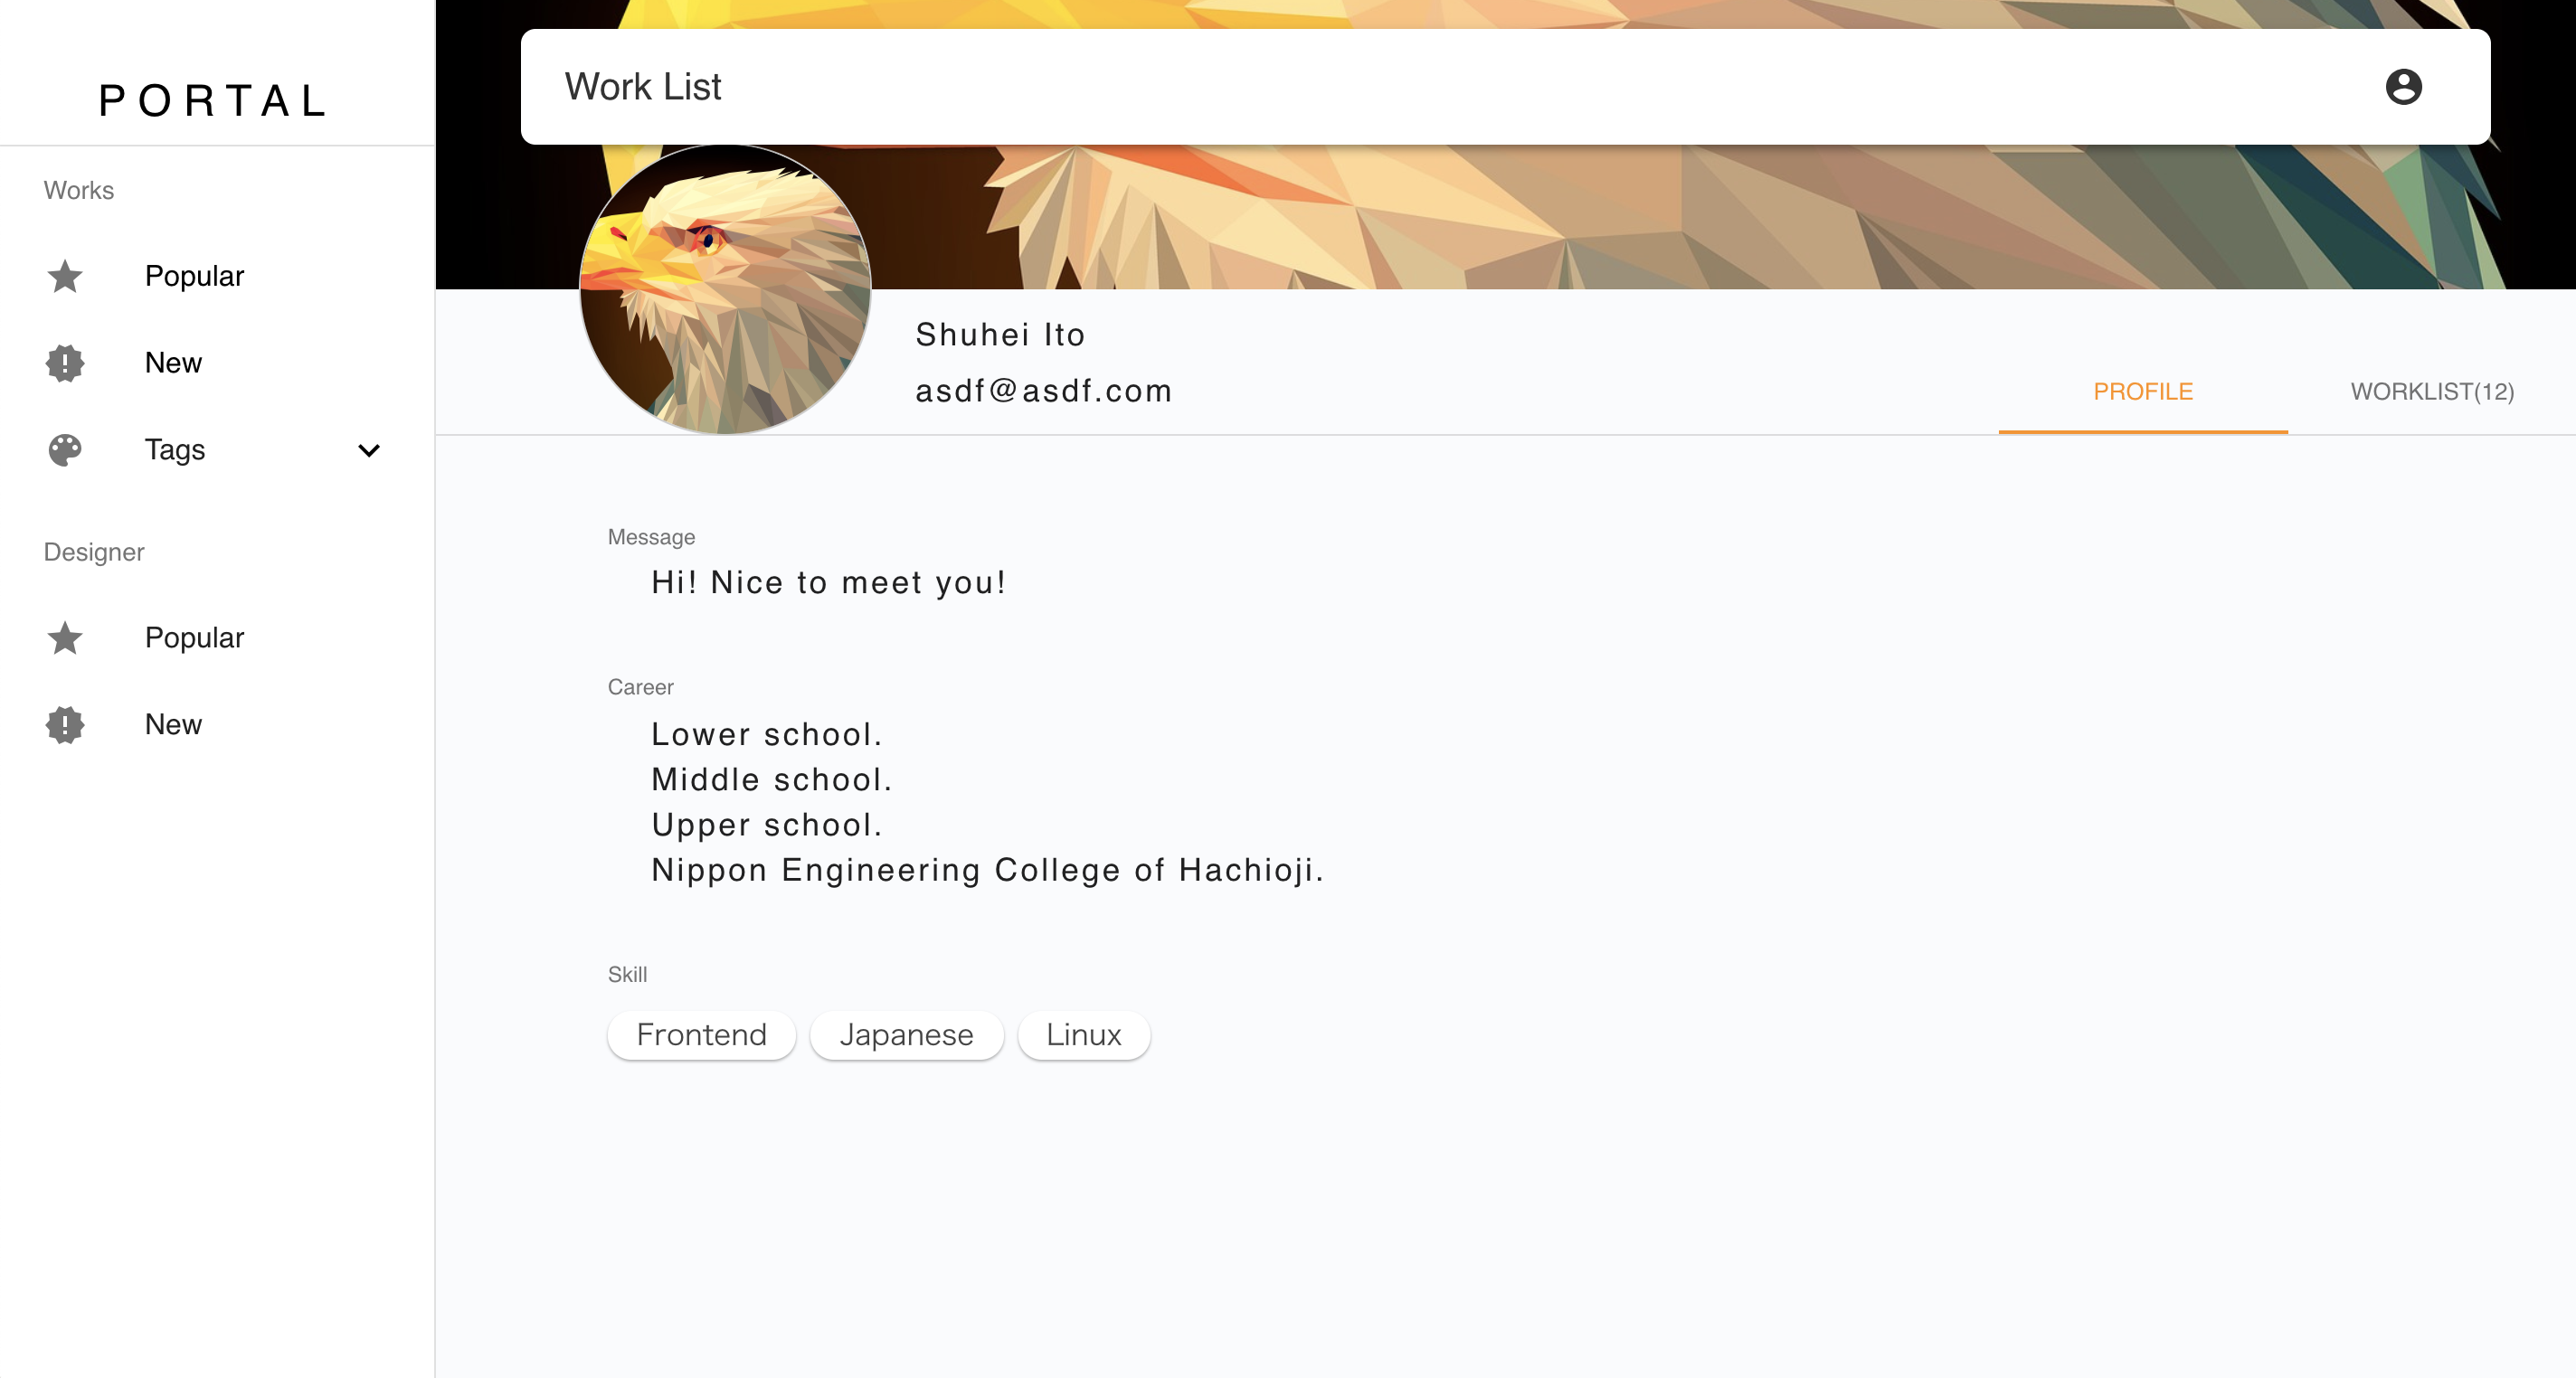 PORTAL
Works
Popular
New
Tags
Designer
Popular
New
Work List
Shuhei Ito
asdf@asdf.com
PROFILE
WORKLIST(12)
Message
Hi! Nice to meet you!
Career
Lower school.
Middle school.
Upper school.
Nippon Engineering College of Hachioji.
Skill
Frontend
Japanese
Linux